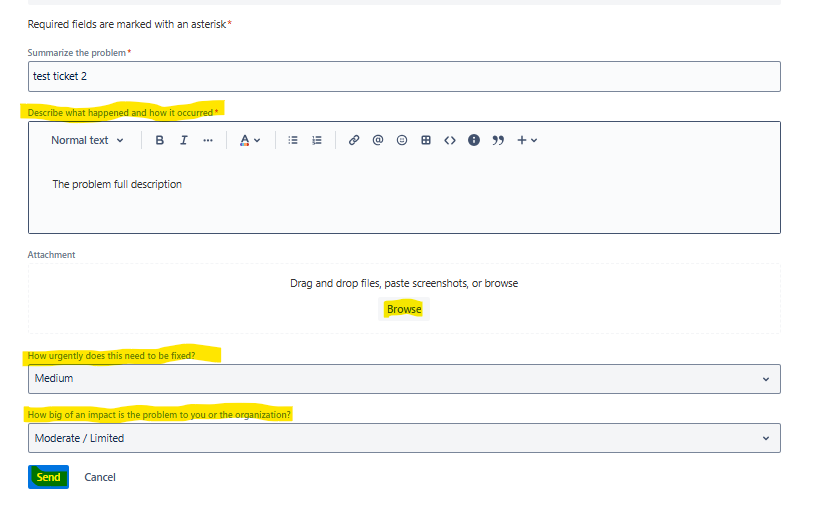 Required fields are marked with an asterisk*
Summarize the problem*
test ticket 2
Describe what happened and how it occurred*
Normal text B I ... A @ <> i ” +
The problem full description
Attachment
Drag and drop files, paste screenshots, or browse
Browse
How urgently does this need to be fixed?
Medium
How big of an impact is the problem to you or the organization?
Moderate / Limited
Send Cancel